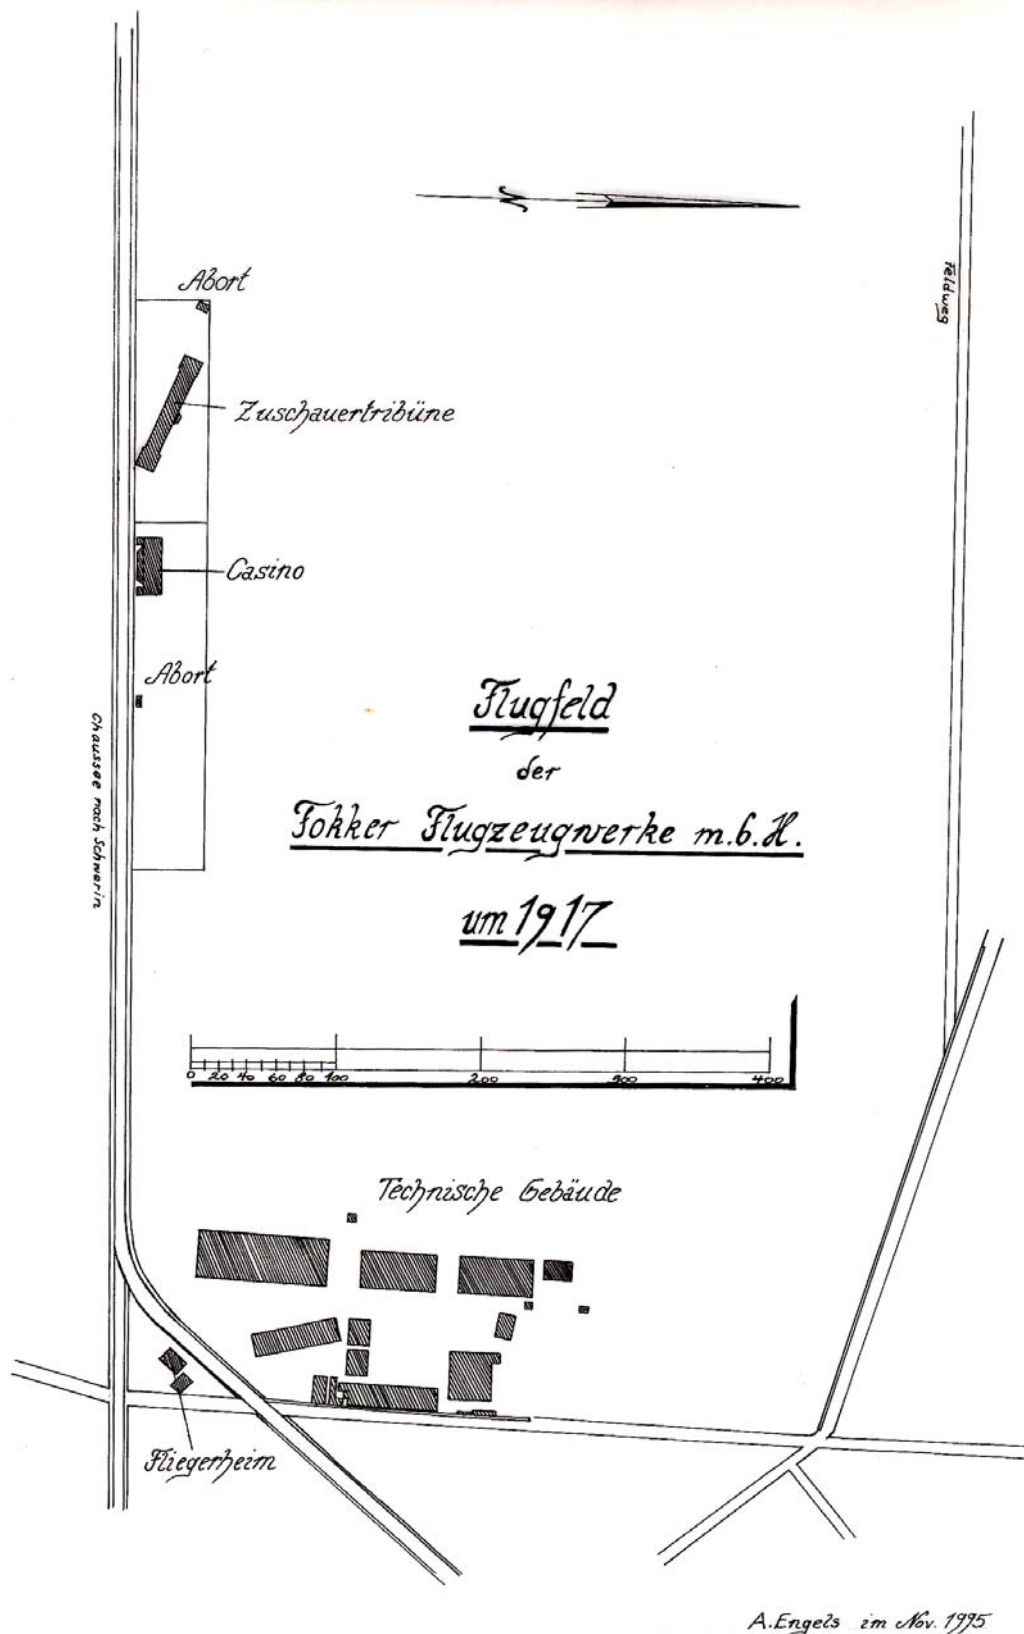 N
Abort
Feldweg
Zuschauertribüne
Casino
Abort
Chaussee nach Schwerin
Flugfeld
der
Fokker Flugzeugwerke m.b.H.
um 1917
0 20 40 60 80 100 200 300 400
Technische Gebäude
Fliegerheim
A. Engels im Nov. 1995